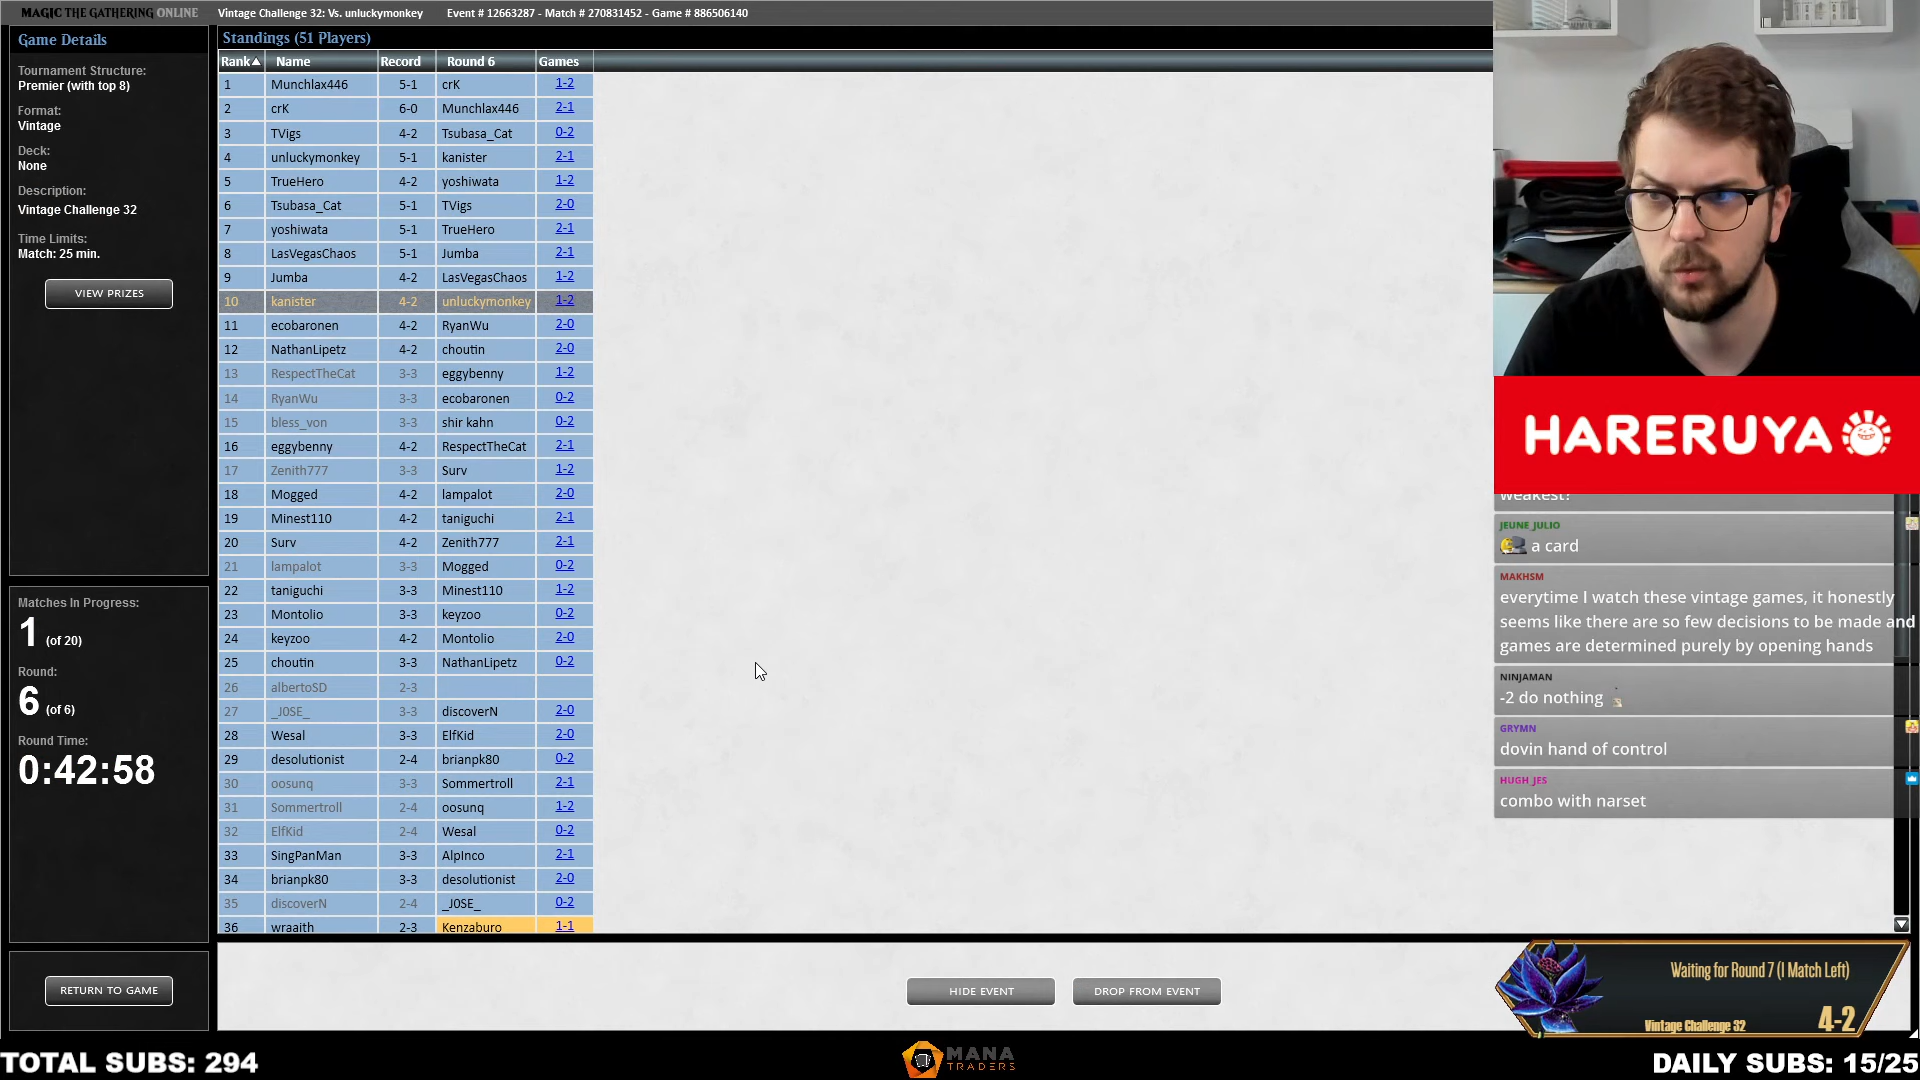 MAGIC THE GATHERING ONLINE
Vintage Challenge 32: Vs. unluckymonkey
Event # 12663287 - Match # 270831452 - Game # 886506140
Game Details
Tournament Structure:
Premier (with top 8)
Format:
Vintage
Deck:
None
Description:
Vintage Challenge 32
Time Limits:
Match: 25 min.
VIEW PRIZES
Matches In Progress:
1 (of 20)
Round:
6 (of 6)
Round Time:
0:42:58
RETURN TO GAME
Standings (51 Players)
Rank Name Record Round 6 Games
1 Munchlax446 5-1 crK 1-2
2 crK 6-0 Munchlax446 2-1
3 TVigs 4-2 Tsubasa_Cat 0-2
4 unluckymonkey 5-1 kanister 2-1
5 TrueHero 4-2 yoshiwata 1-2
6 Tsubasa_Cat 5-1 TVigs 2-0
7 yoshiwata 5-1 TrueHero 2-1
8 LasVegasChaos 5-1 Jumba 2-1
9 Jumba 4-2 LasVegasChaos 1-2
10 kanister 4-2 unluckymonkey 1-2
11 ecobaronen 4-2 RyanWu 2-0
12 NathanLipetz 4-2 choutin 2-0
13 RespectTheCat 3-3 eggybenny 1-2
14 RyanWu 3-3 ecobaronen 0-2
15 bless_von 3-3 shir kahn 0-2
16 eggybenny 4-2 RespectTheCat 2-1
17 Zenith777 3-3 Surv 1-2
18 Mogged 4-2 lampalot 2-0
19 Minest110 4-2 taniguchi 2-1
20 Surv 4-2 Zenith777 2-1
21 lampalot 3-3 Mogged 0-2
22 taniguchi 3-3 Minest110 1-2
23 Montolio 3-3 keyzoo 0-2
24 keyzoo 4-2 Montolio 2-0
25 choutin 3-3 NathanLipetz 0-2
26 albertoSD 2-3
27 _J0SE_ 3-3 discoverN 2-0
28 Wesal 3-3 ElfKid 2-0
29 desolutionist 2-4 brianpk80 0-2
30 oosunq 3-3 Sommertroll 2-1
31 Sommertroll 2-4 oosunq 1-2
32 ElfKid 2-4 Wesal 0-2
33 SingPanMan 3-3 AlpInco 2-1
34 brianpk80 3-3 desolutionist 2-0
35 discoverN 2-4 _J0SE_ 0-2
36 wraaith 2-3 Kenzaburo 1-1
HIDE EVENT
DROP FROM EVENT
HARERUYA
weakest?
JEUNE_JULIO
a card
MAKHSM
everytime I watch these vintage games, it honestly
seems like there are so few decisions to be made and
games are determined purely by opening hands
NINJAMAN
-2 do nothing
GRYMN
dovin hand of control
HUGH_JES
combo with narset
Waiting for Round 7 (1 Match Left)
Vintage Challenge 32
4-2
TOTAL SUBS: 294
MANA
TRADERS
DAILY SUBS: 15/25